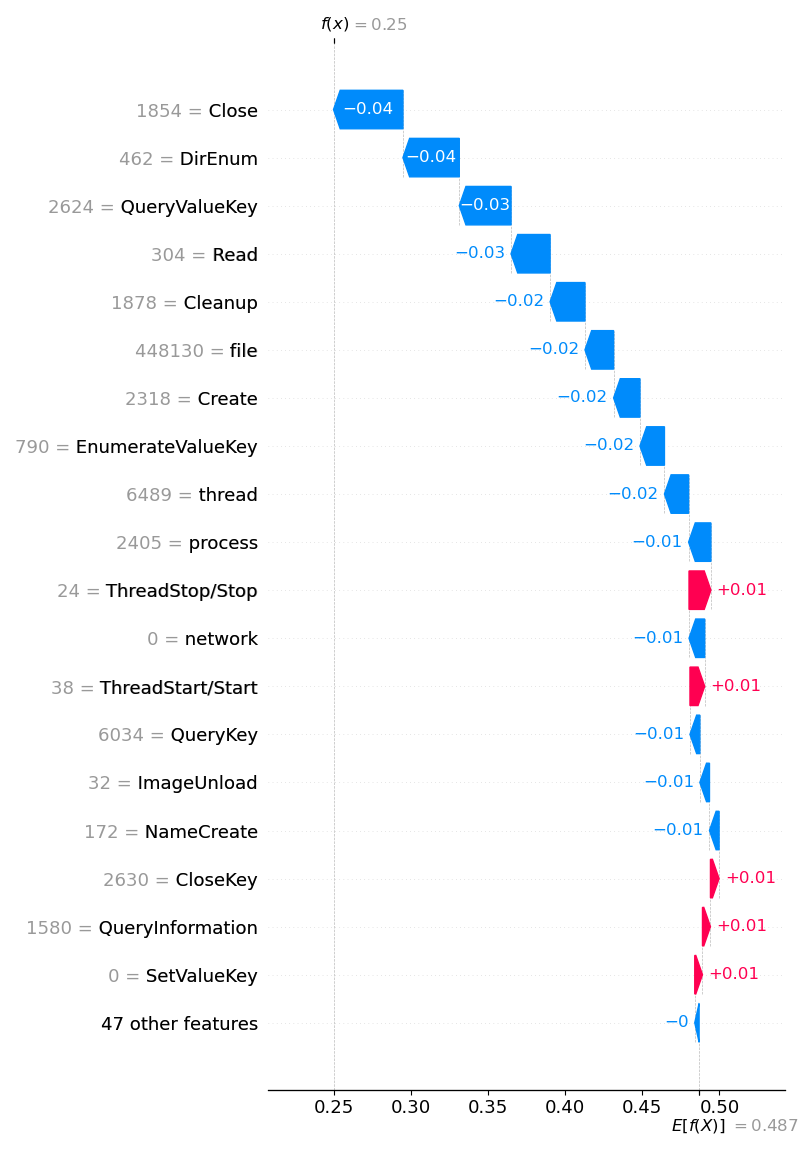 f(x) = 0.25
1854 = Close
−0.04
462 = DirEnum
−0.04
2624 = QueryValueKey
−0.03
304 = Read
−0.03
1878 = Cleanup
−0.02
448130 = file
−0.02
2318 = Create
−0.02
790 = EnumerateValueKey
−0.02
6489 = thread
−0.02
2405 = process
−0.01
24 = ThreadStop/Stop
+0.01
0 = network
−0.01
38 = ThreadStart/Start
+0.01
6034 = QueryKey
−0.01
32 = ImageUnload
−0.01
172 = NameCreate
−0.01
2630 = CloseKey
+0.01
1580 = QueryInformation
+0.01
0 = SetValueKey
+0.01
47 other features
−0
0.25 0.30 0.35 0.40 0.45 0.50
E[f(X)] = 0.487